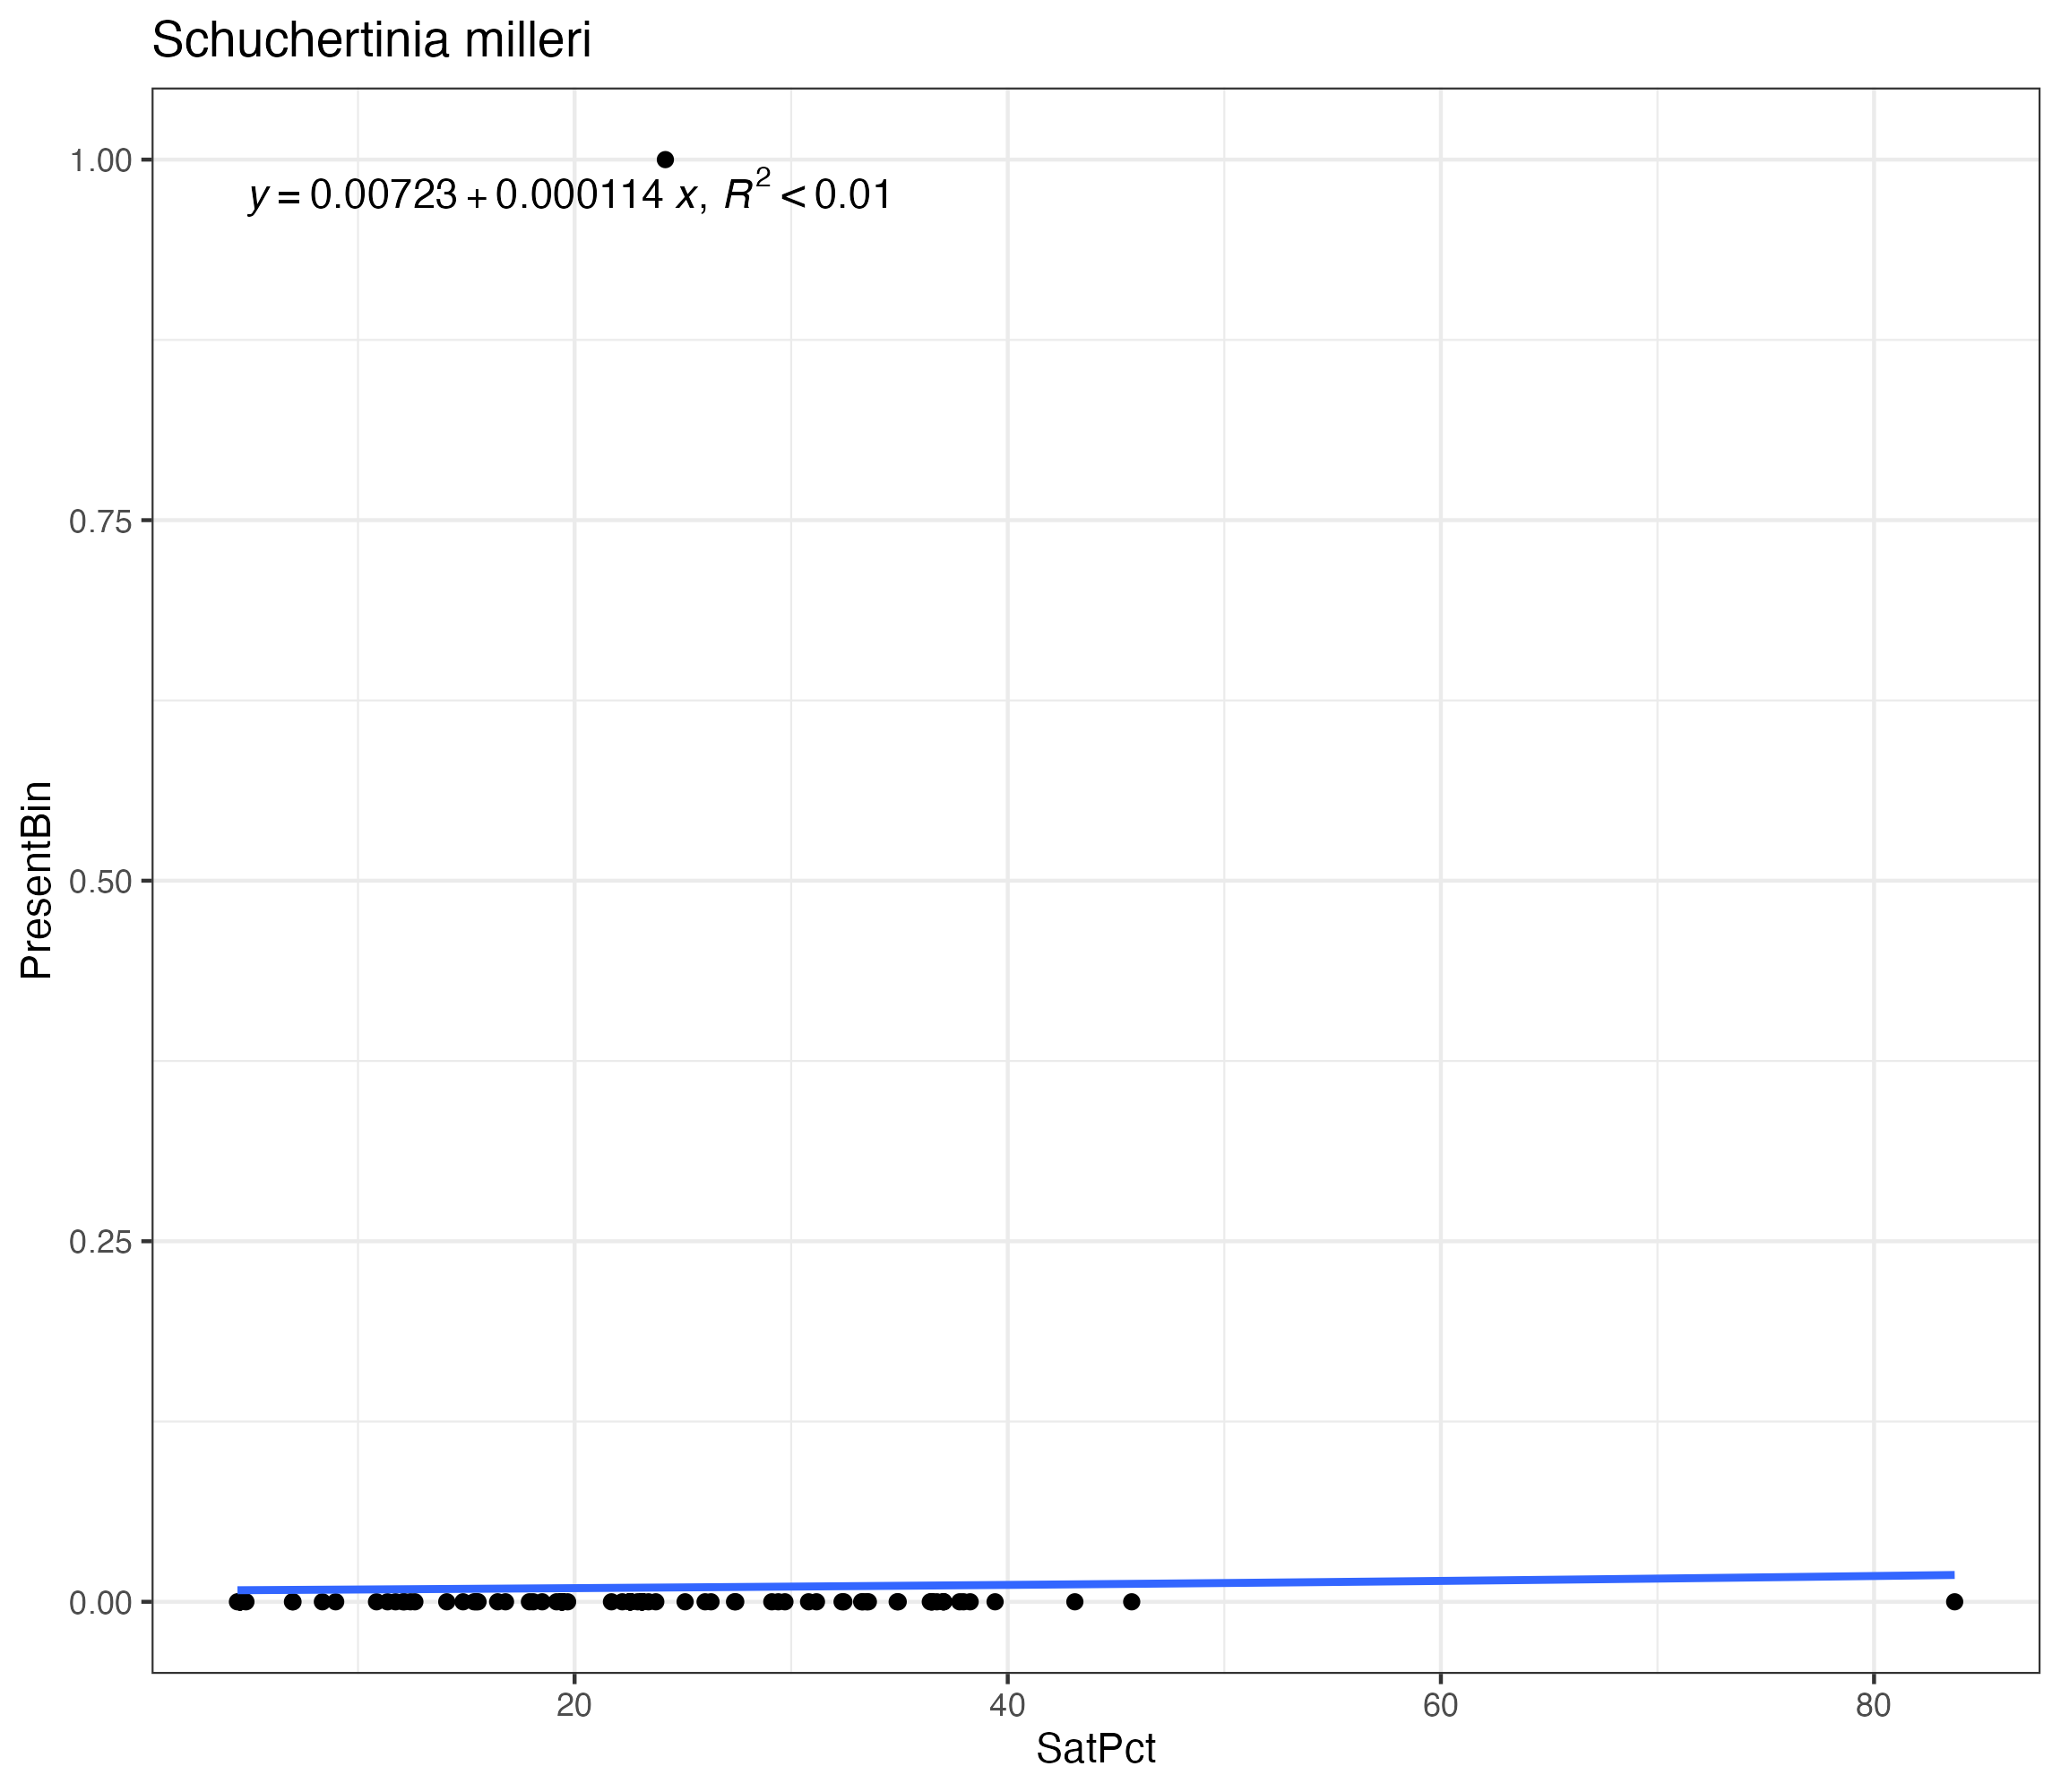 Schuchertinia milleri
1.00
y = 0.00723 + 0.000114 x, R² < 0.01
0.75
PresentBin
0.50
0.25
0.00
20 40 60 80
SatPct